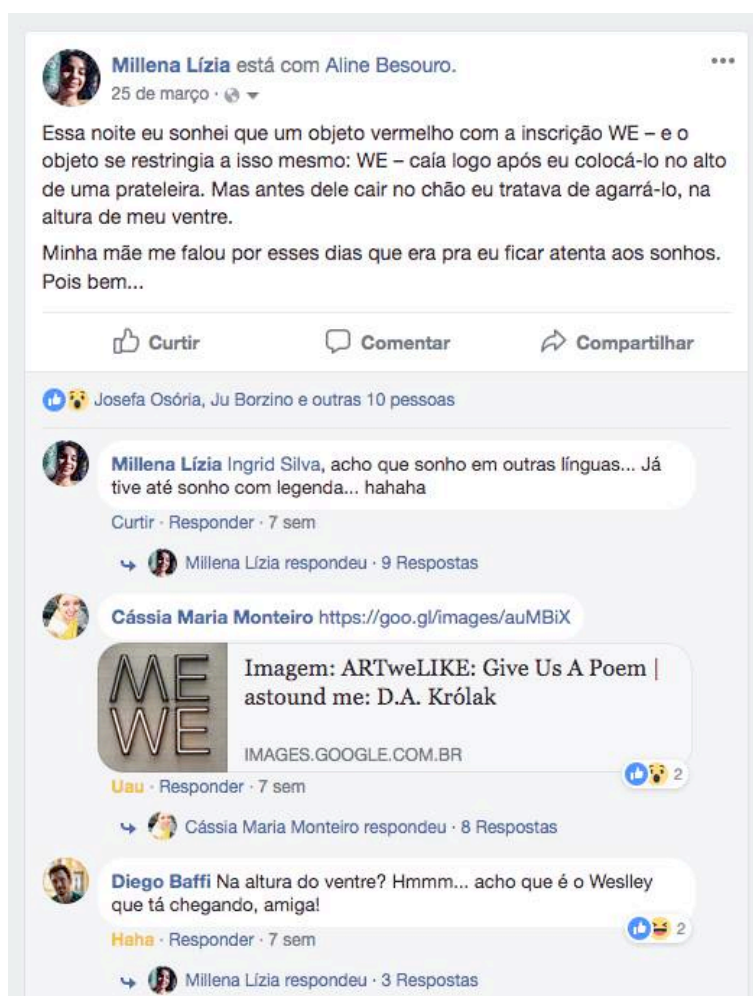 Millena Lízia está com Aline Besouro.
25 de março ·
Essa noite eu sonhei que um objeto vermelho com a inscrição WE – e o
objeto se restringia a isso mesmo: WE – caía logo após eu colocá-lo no alto
de uma prateleira. Mas antes dele cair no chão eu tratava de agarrá-lo, na
altura de meu ventre.
Minha mãe me falou por esses dias que era pra eu ficar atenta aos sonhos.
Pois bem...
Curtir Comentar Compartilhar
Josefa Osória, Ju Borzino e outras 10 pessoas
Millena Lízia Ingrid Silva, acho que sonho em outras línguas... Já
tive até sonho com legenda... hahaha
Curtir · Responder · 7 sem
Millena Lízia respondeu · 9 Respostas
Cássia Maria Monteiro https://goo.gl/images/auMBiX
ME
WE
Imagem: ARTweLIKE: Give Us A Poem |
astound me: D.A. Królak
IMAGES.GOOGLE.COM.BR
2
Uau · Responder · 7 sem
Cássia Maria Monteiro respondeu · 8 Respostas
Diego Baffi Na altura do ventre? Hmmm... acho que é o Weslley
que tá chegando, amiga!
2
Haha · Responder · 7 sem
Millena Lízia respondeu · 3 Respostas